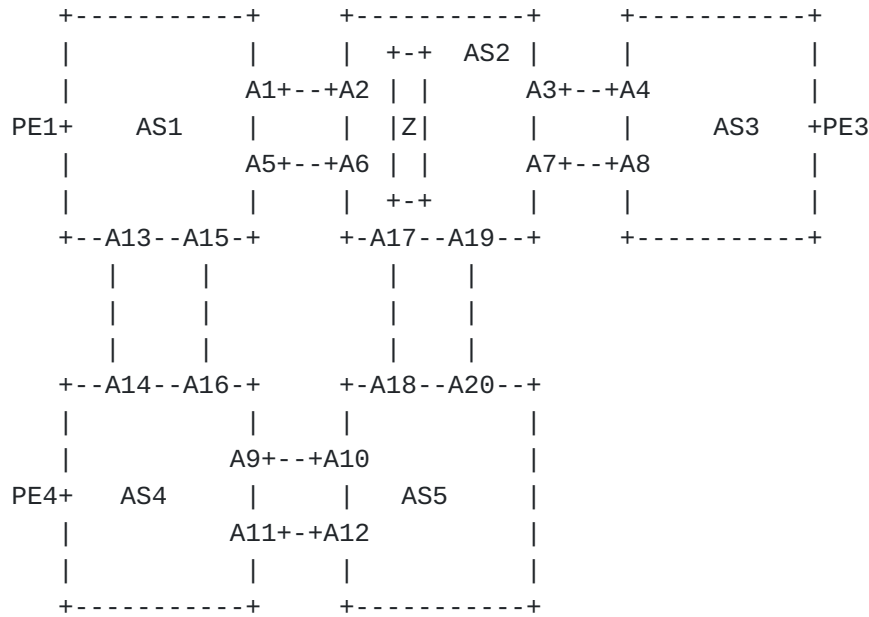 +-----------+     +-----------+     +-----------+
|           |     |  +-+  AS2 |     |           |
|          A1+--+A2 | |      A3+--+A4           |
PE1+    AS1    |     |  |Z|      |     |    AS3   +PE3
|          A5+--+A6 | |      A7+--+A8           |
|           |     |  +-+      |     |           |
+--A13--A15-+     +-A17--A19--+     +-----------+
|     |           |    |
|     |           |    |
|     |           |    |
+--A14--A16-+     +-A18--A20--+
|           |     |           |
|         A9+--+A10           |
PE4+   AS4     |     |   AS5     |
|         A11+-+A12           |
|           |     |           |
+-----------+     +-----------+